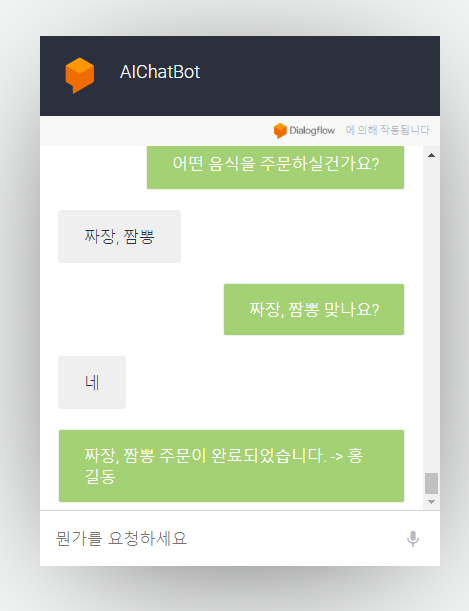 AIChatBot
Dialogflow 에 의해 작동됩니다
어떤 음식을 주문하실건가요?
짜장, 짬뽕
짜장, 짬뽕 맞나요?
네
짜장, 짬뽕 주문이 완료되었습니다. -> 홍
길동
뭔가를 요청하세요